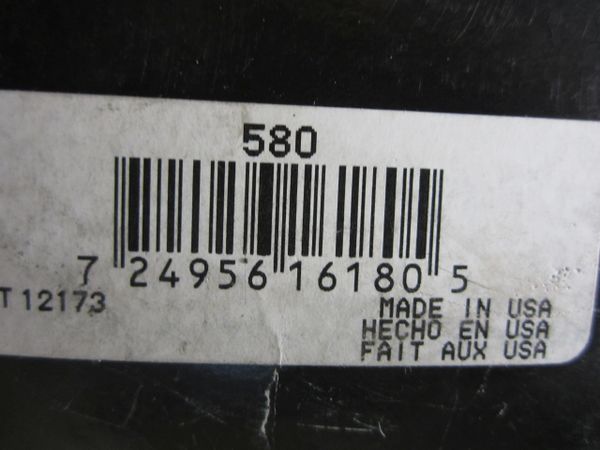 580
7 24956 16180 5
T 12173
MADE IN USA
HECHO EN USA
FAIT AUX USA